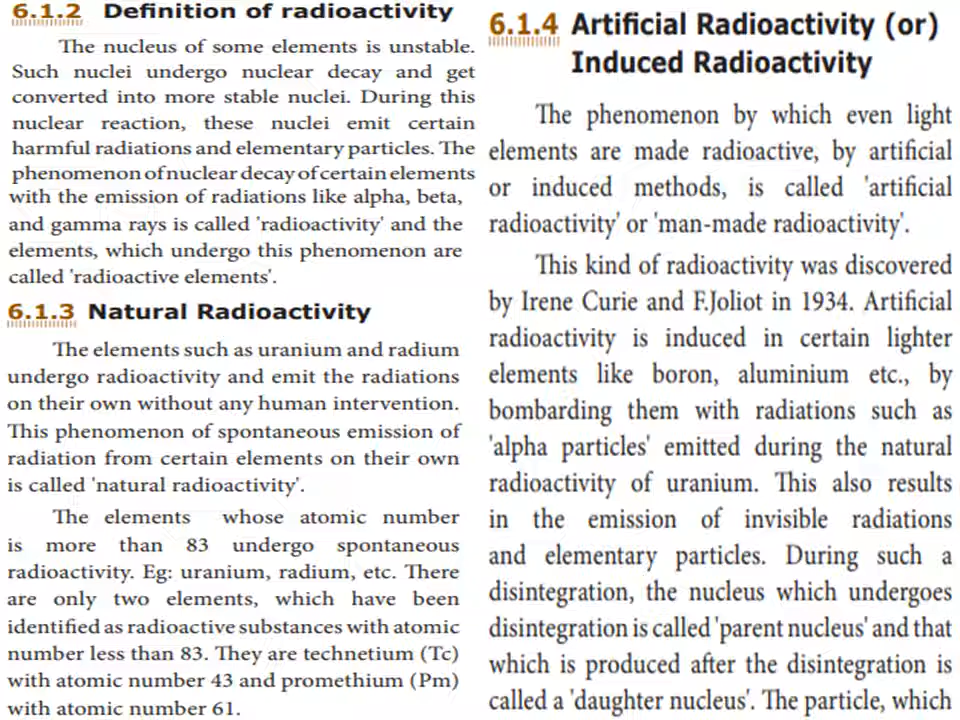 6.1.2 Definition of radioactivity
The nucleus of some elements is unstable.
Such nuclei undergo nuclear decay and get
converted into more stable nuclei. During this
nuclear reaction, these nuclei emit certain
harmful radiations and elementary particles. The
phenomenon of nuclear decay of certain elements
with the emission of radiations like alpha, beta,
and gamma rays is called 'radioactivity' and the
elements, which undergo this phenomenon are
called 'radioactive elements'.
6.1.3 Natural Radioactivity
The elements such as uranium and radium
undergo radioactivity and emit the radiations
on their own without any human intervention.
This phenomenon of spontaneous emission of
radiation from certain elements on their own
is called 'natural radioactivity'.
The elements whose atomic number
is more than 83 undergo spontaneous
radioactivity. Eg: uranium, radium, etc. There
are only two elements, which have been
identified as radioactive substances with atomic
number less than 83. They are technetium (Tc)
with atomic number 43 and promethium (Pm)
with atomic number 61.
6.1.4 Artificial Radioactivity (or)
Induced Radioactivity
The phenomenon by which even light
elements are made radioactive, by artificial
or induced methods, is called 'artificial
radioactivity' or 'man-made radioactivity'.
This kind of radioactivity was discovered
by Irene Curie and F.Joliot in 1934. Artificial
radioactivity is induced in certain lighter
elements like boron, aluminium etc., by
bombarding them with radiations such as
'alpha particles' emitted during the natural
radioactivity of uranium. This also results
in the emission of invisible radiations
and elementary particles. During such a
disintegration, the nucleus which undergoes
disintegration is called 'parent nucleus' and that
which is produced after the disintegration is
called a 'daughter nucleus'. The particle, which